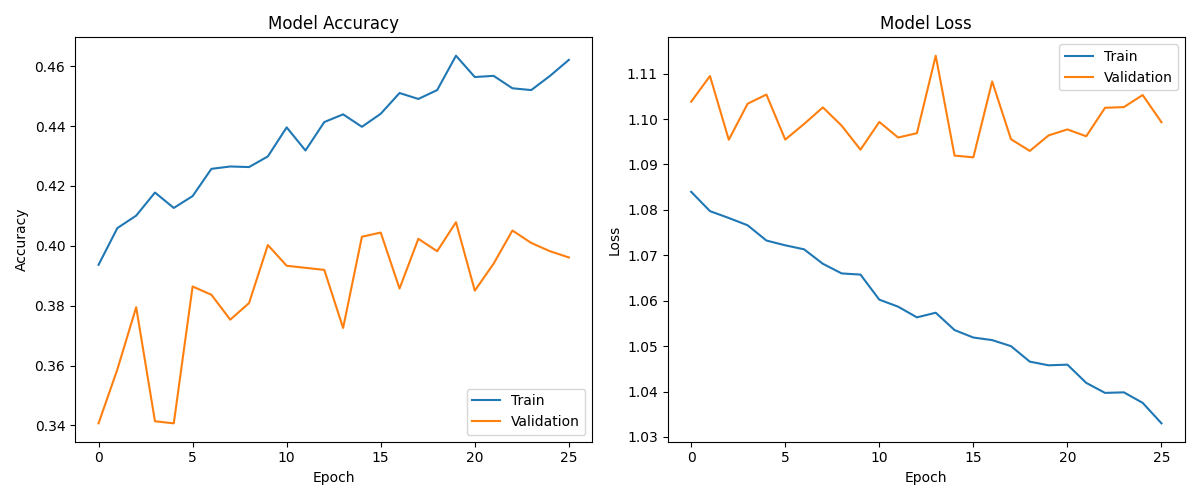 Model Accuracy
0.46
0.44
0.42
0.40
0.38
0.36
0.34
Accuracy
0
5
10
15
20
25
Epoch
Train
Validation
Model Loss
1.11
1.10
1.09
1.08
1.07
1.06
1.05
1.04
1.03
Loss
0
5
10
15
20
25
Epoch
Train
Validation